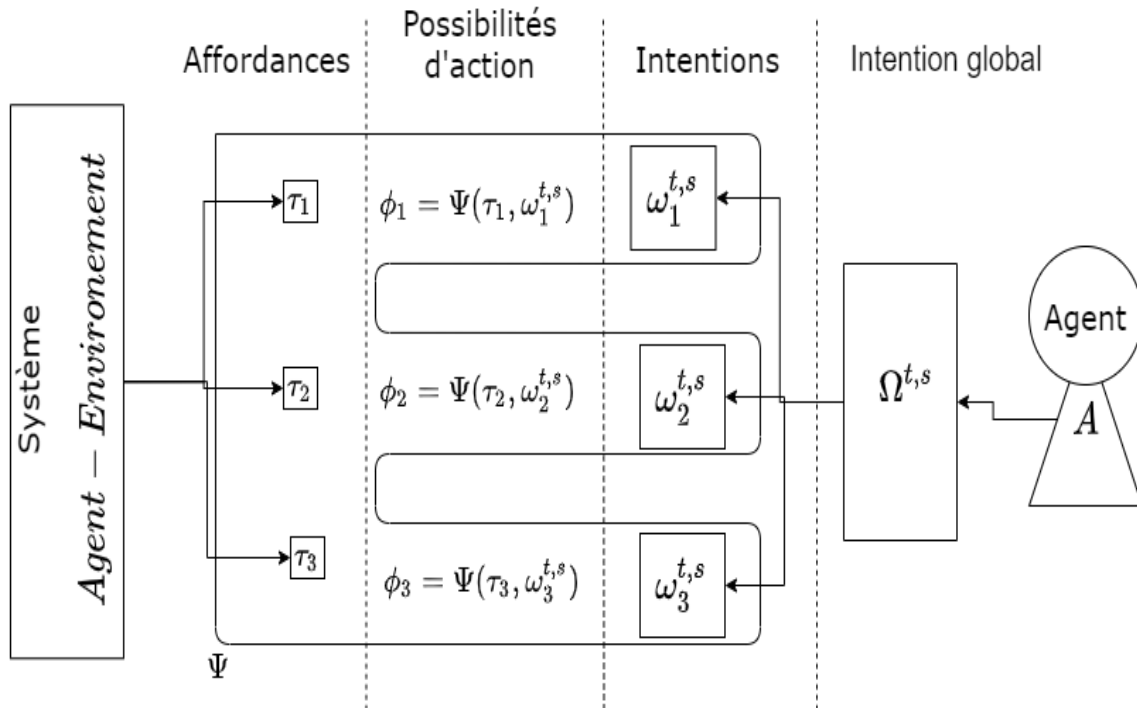 Affordances
Possibilités
d'action
Intentions
Intention global
Système
Agent − Environement
τ₁
ϕ₁ = Ψ(τ₁, ω₁^{t,s})
ω₁^{t,s}
τ₂
ϕ₂ = Ψ(τ₂, ω₂^{t,s})
ω₂^{t,s}
τ₃
ϕ₃ = Ψ(τ₃, ω₃^{t,s})
ω₃^{t,s}
Ψ
Ω^{t,s}
Agent
A